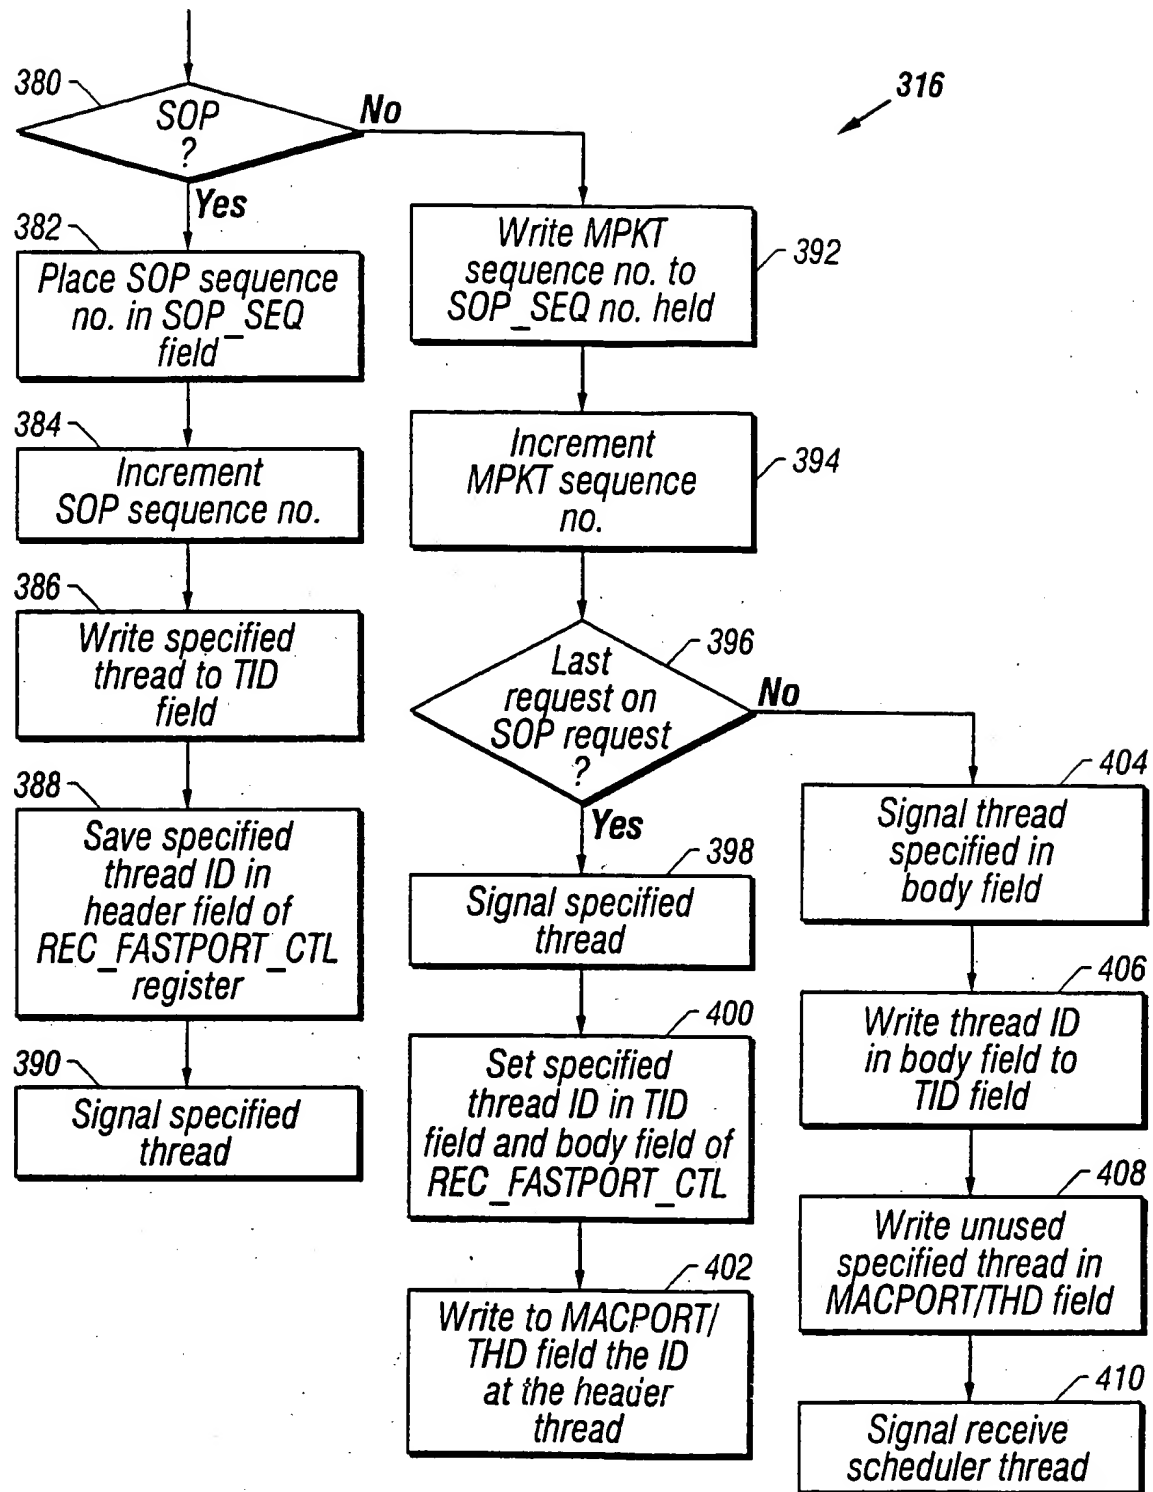 316
380
SOP
?
No
Yes
382
Place SOP sequence
no. in SOP_SEQ
field
384
Increment
SOP sequence no.
386
Write specified
thread to TID
field
388
Save specified
thread ID in
header field of
REC_FASTPORT_CTL
register
390
Signal specified
thread
392
Write MPKT
sequence no. to
SOP_SEQ no. held
394
Increment
MPKT sequence
no.
396
Last
request on
SOP request
?
No
Yes
398
Signal specified
thread
400
Set specified
thread ID in TID
field and body field of
REC_FASTPORT_CTL
402
Write to MACPORT/
THD field the ID
at the header
thread
404
Signal thread
specified in
body field
406
Write thread ID
in body field to
TID field
408
Write unused
specified thread in
MACPORT/THD field
410
Signal receive
scheduler thread